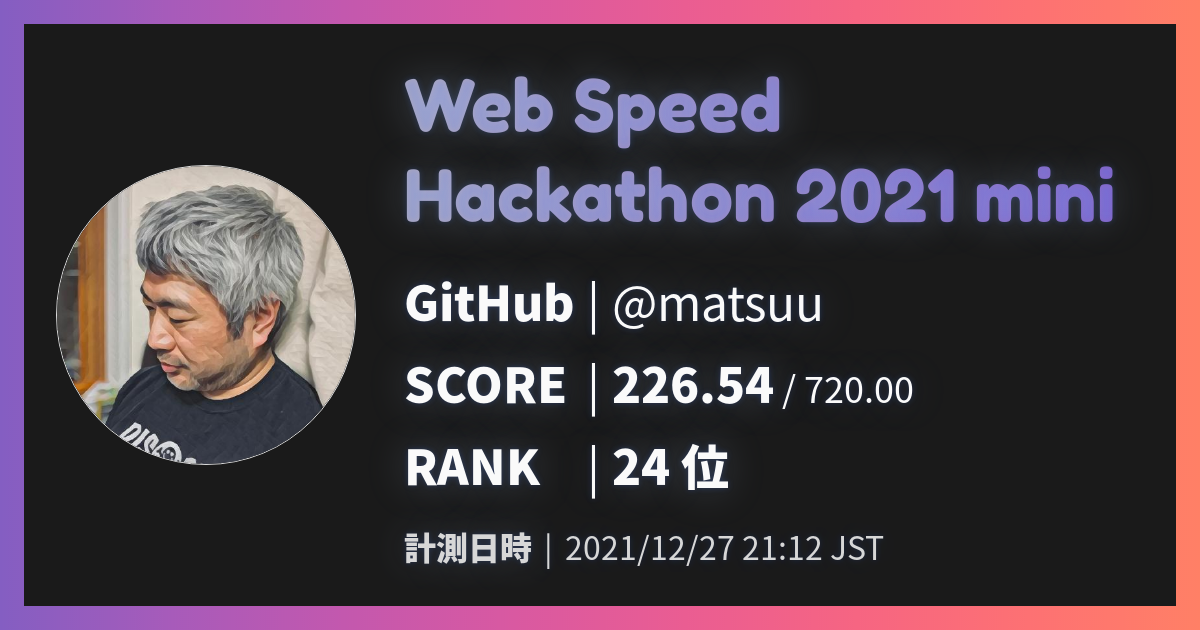 Web Speed
Hackathon 2021 mini
GitHub | @matsuu
SCORE | 226.54 / 720.00
RANK | 24 位
計測日時 | 2021/12/27 21:12 JST